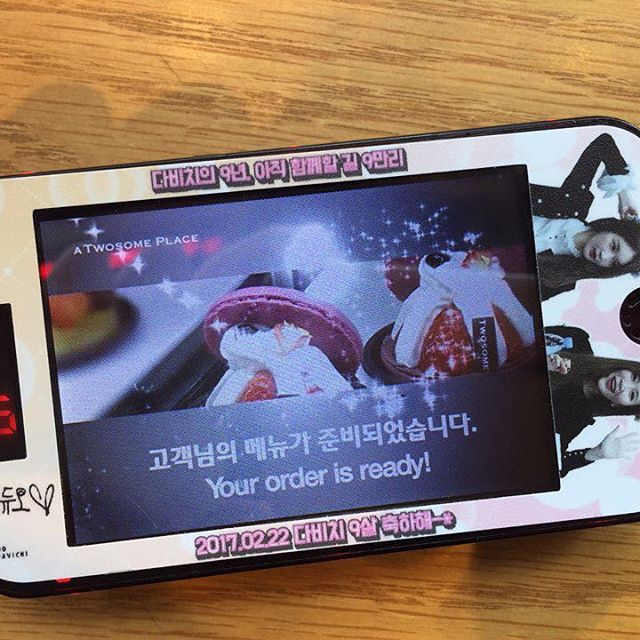 다비치의 9년, 아직 함께할 길 9만리
A TWOSOME PLACE
TWOSOME
고객님의 메뉴가 준비되었습니다.
Your order is ready!
듀오♡
2017.02.22 다비치 9살 축하해~*